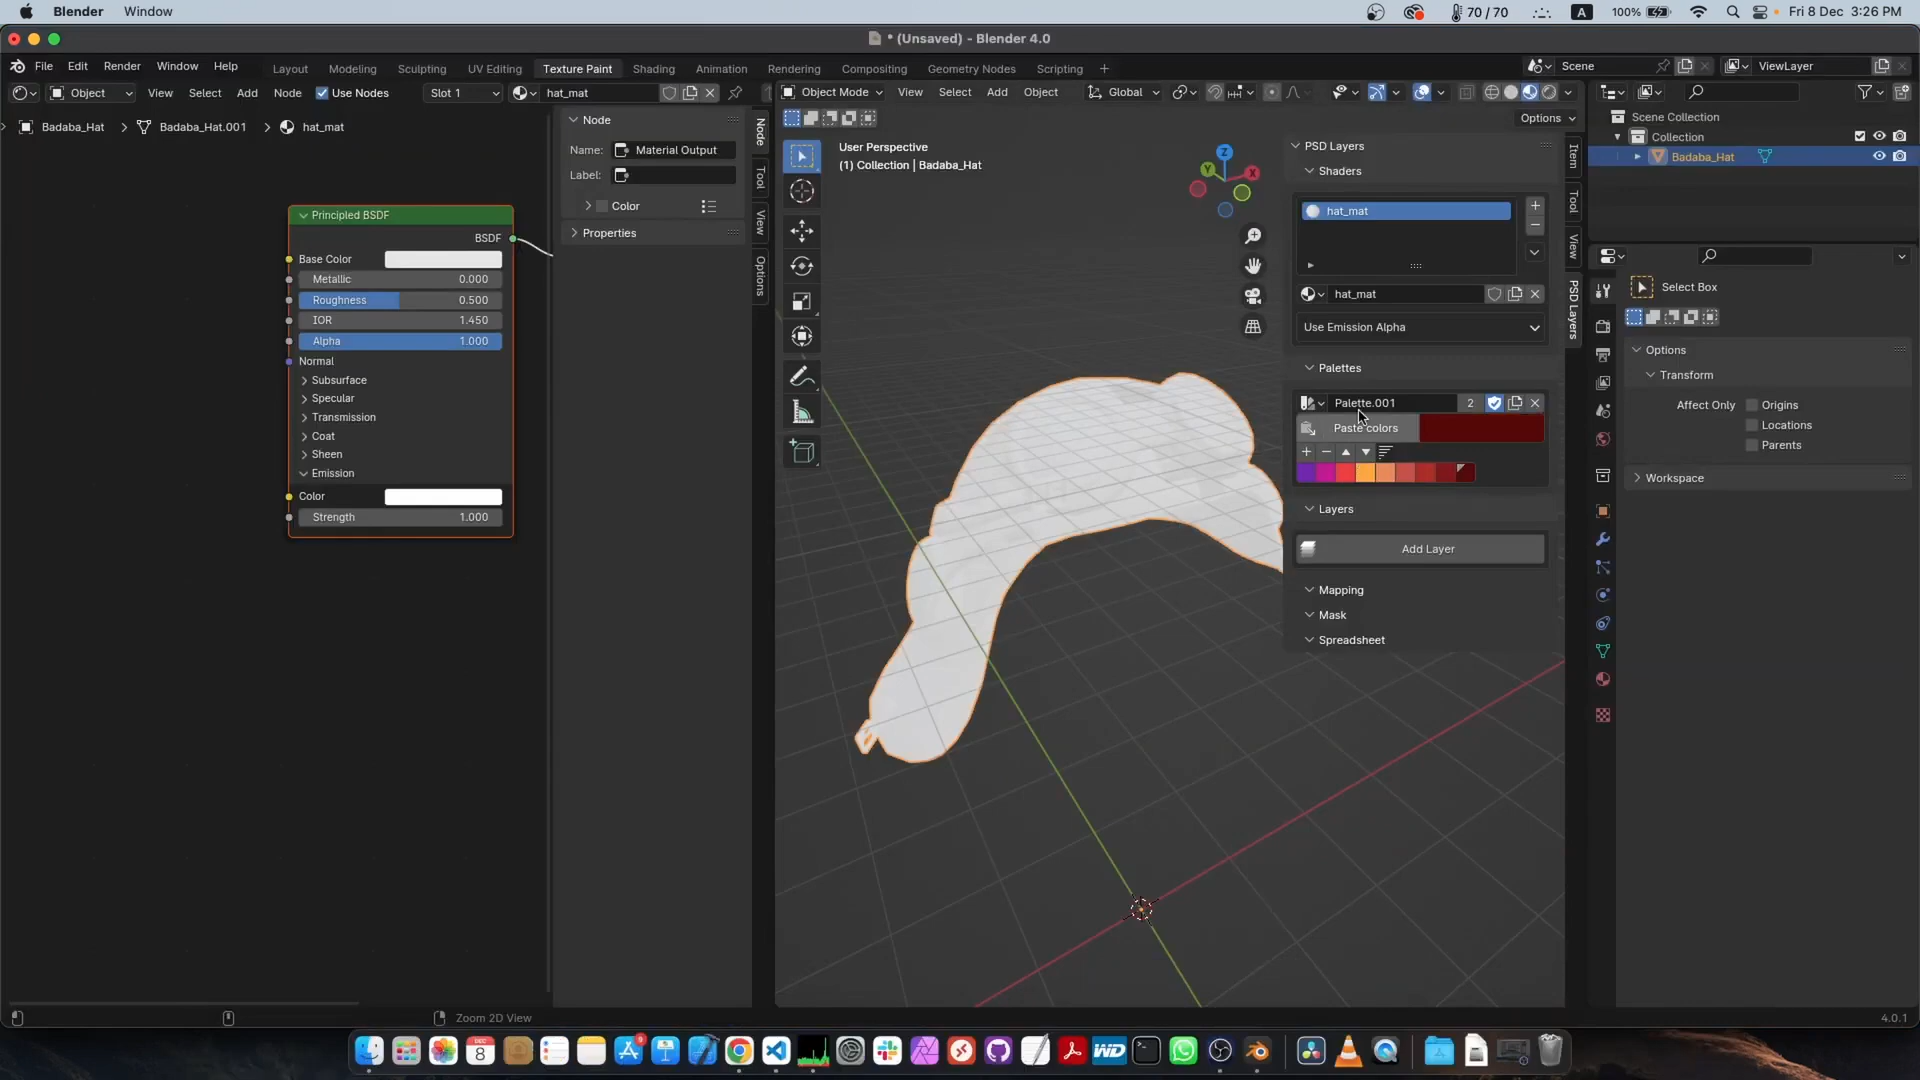 Blender Window 70 / 70 A 100% Fri 8 Dec 3:26 PM
* (Unsaved) - Blender 4.0
File Edit Render Window Help Layout Modeling Sculpting UV Editing Texture Paint Shading Animation Rendering Compositing Geometry Nodes Scripting + Scene ViewLayer
Object View Select Add Node Use Nodes Slot 1 hat_mat
Object Mode View Select Add Object Global
Options
Badaba_Hat > Badaba_Hat.001 > hat_mat
Principled BSDF
BSDF
Base Color
Metallic 0.000
Roughness 0.500
IOR 1.450
Alpha 1.000
Normal
Subsurface
Specular
Transmission
Coat
Sheen
Emission
Color
Strength 1.000
Node
Name: Material Output
Label:
Color
Properties
Node
Tool
View
Options
User Perspective
(1) Collection | Badaba_Hat
Z
Y
X
PSD Layers
Shaders
hat_mat
hat_mat
Use Emission Alpha
Palettes
Palette.001 2
Paste colors
Layers
Add Layer
Mapping
Mask
Spreadsheet
Item
Tool
View
PSD Layers
Scene Collection
Collection
Badaba_Hat
Select Box
Options
Transform
Affect Only Origins
Locations
Parents
Workspace
Zoom 2D View
4.0.1
DEC
8
WD